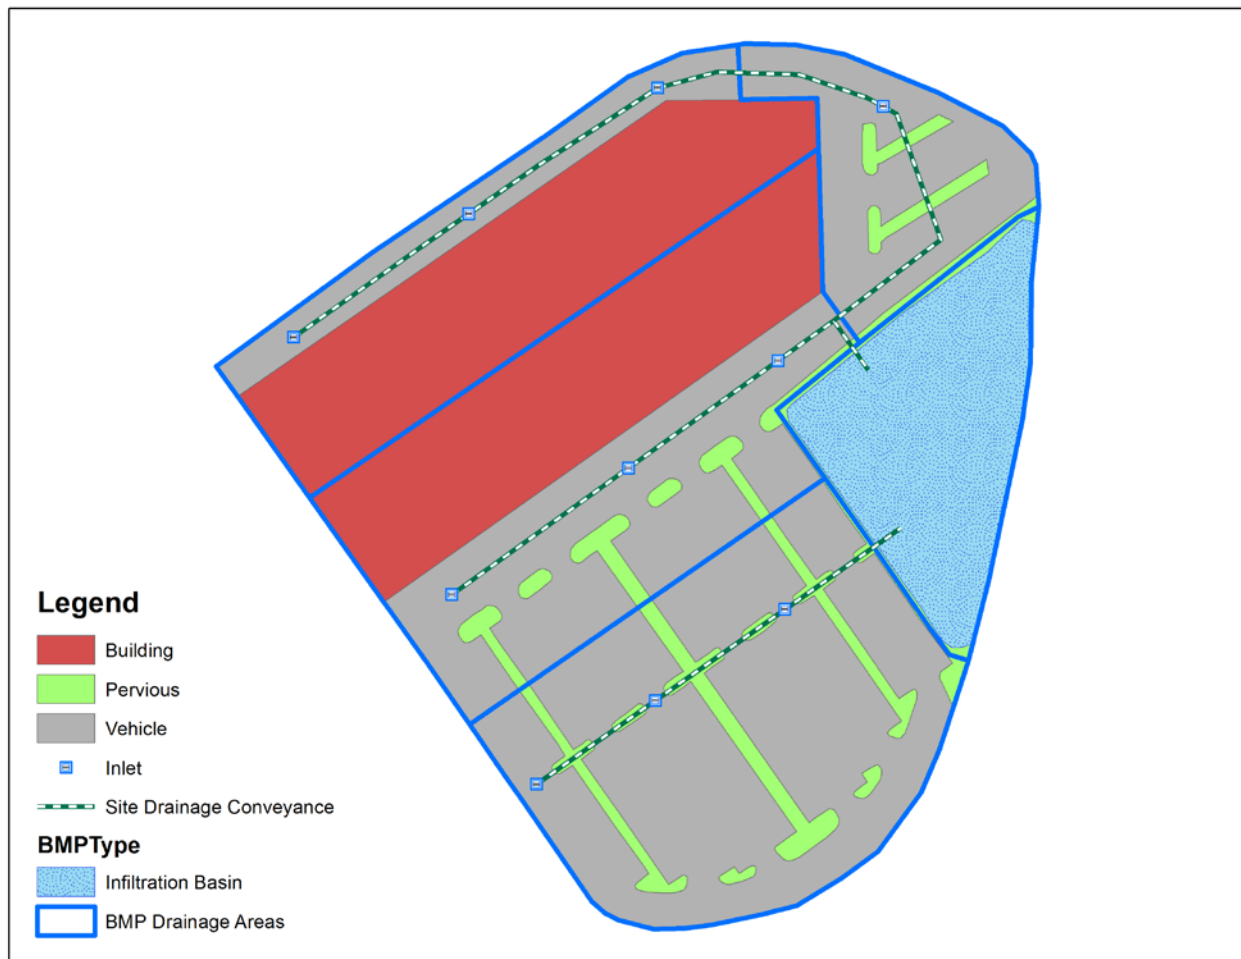 Legend
Building
Pervious
Vehicle
Inlet
Site Drainage Conveyance
BMPType
Infiltration Basin
BMP Drainage Areas